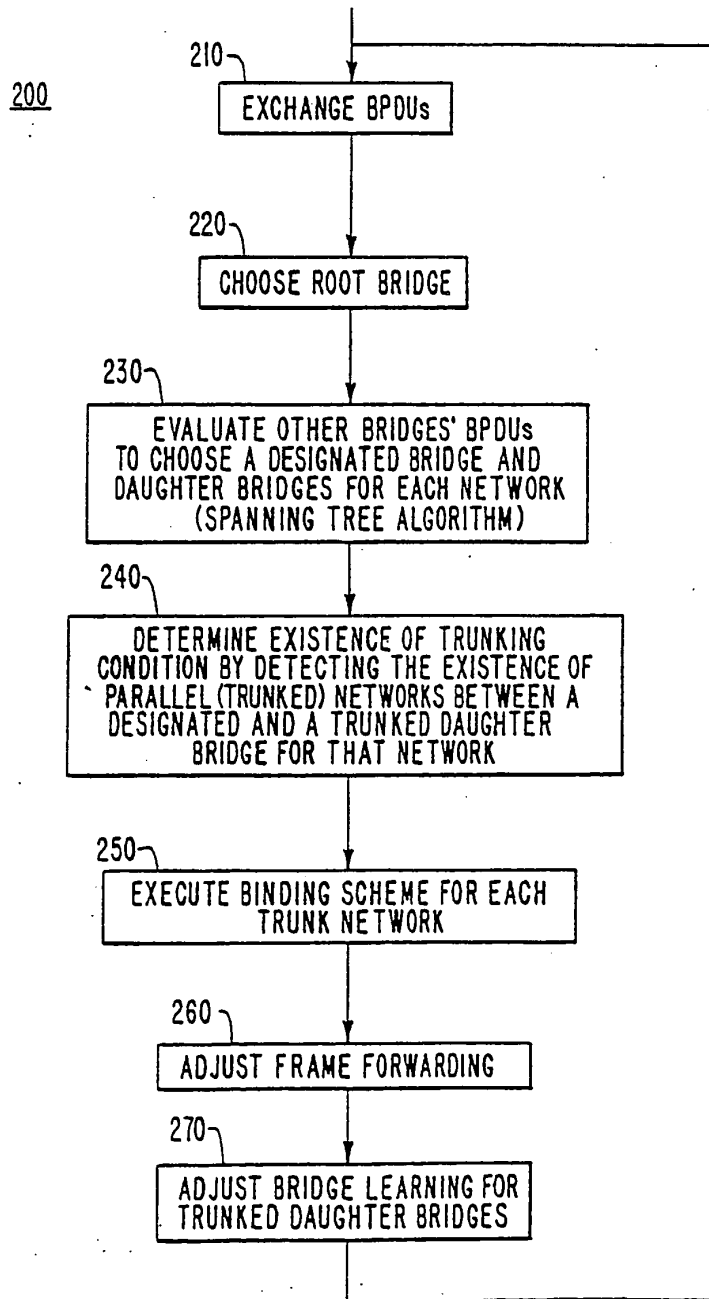 200
210
EXCHANGE BPDUs
220
CHOOSE ROOT BRIDGE
230
EVALUATE OTHER BRIDGES' BPDUs
TO CHOOSE A DESIGNATED BRIDGE AND
DAUGHTER BRIDGES FOR EACH NETWORK
(SPANNING TREE ALGORITHM)
240
DETERMINE EXISTENCE OF TRUNKING
CONDITION BY DETECTING THE EXISTENCE OF
PARALLEL (TRUNKED) NETWORKS BETWEEN A
DESIGNATED AND A TRUNKED DAUGHTER
BRIDGE FOR THAT NETWORK
250
EXECUTE BINDING SCHEME FOR EACH
TRUNK NETWORK
260
ADJUST FRAME FORWARDING
270
ADJUST BRIDGE LEARNING FOR
TRUNKED DAUGHTER BRIDGES